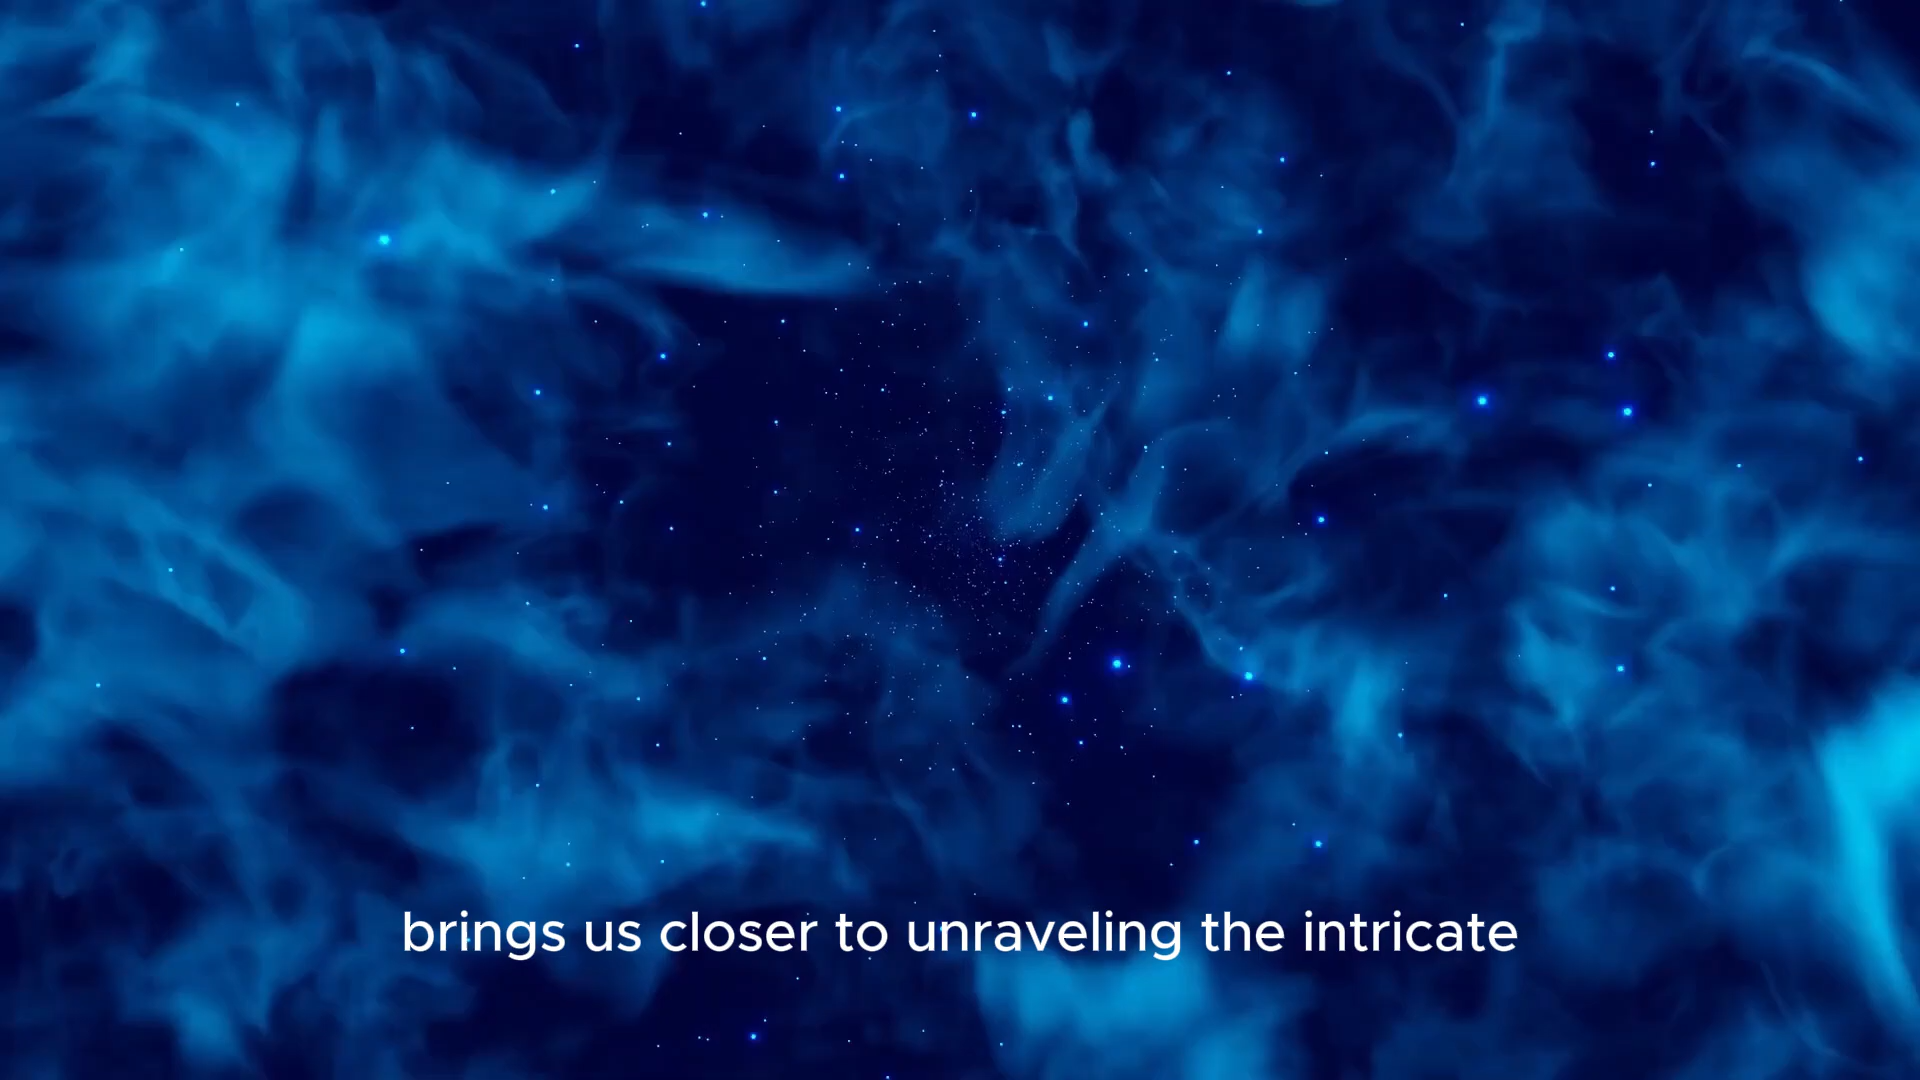 brings us closer to unraveling the intricate